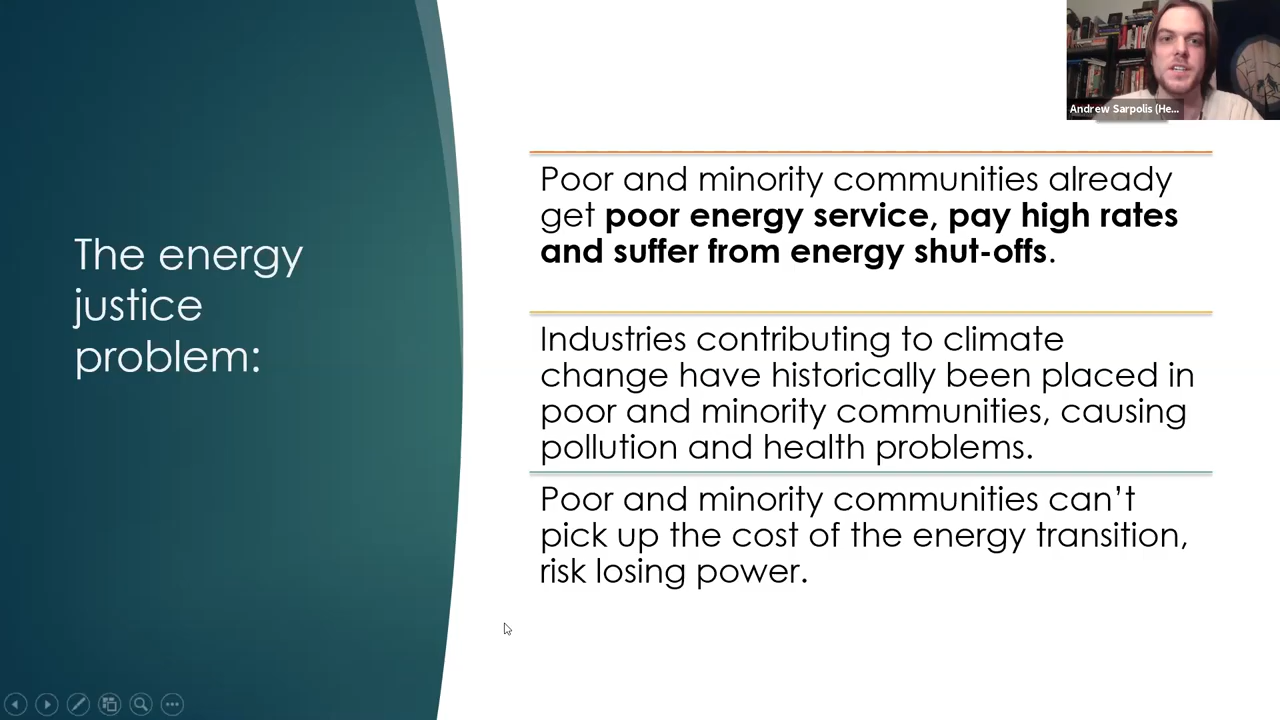 Andrew Sarpolis (He...
The energy
justice
problem:
Poor and minority communities already
get poor energy service, pay high rates
and suffer from energy shut-offs.
Industries contributing to climate
change have historically been placed in
poor and minority communities, causing
pollution and health problems.
Poor and minority communities can’t
pick up the cost of the energy transition,
risk losing power.